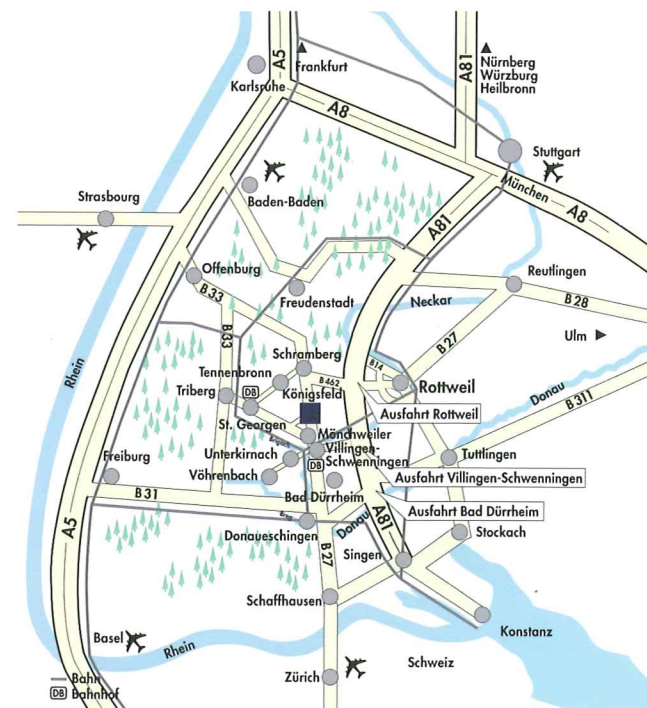 A5
Frankfurt
Karlsruhe
A81
Nürnberg
Würzburg
Heilbronn
A8
Stuttgart
München
A8
Strasbourg
Baden-Baden
A81
Offenburg
B 33
Freudenstadt
Neckar
Reutlingen
B 28
B 27
Ulm
Rhein
B 33
Schramberg
B14
Tennenbronn
B 462
Rottweil
Donau
Triberg
DB
Königsfeld
B 311
Ausfahrt Rottweil
St. Georgen
Mönchweiler
Brigach
Unterkirnach
Villingen-
Schwenningen
DB
Tuttlingen
Freiburg
Vöhrenbach
Ausfahrt Villingen-Schwenningen
Bad Dürrheim
B 31
Ausfahrt Bad Dürrheim
Breg
A5
Donaueschingen
Donau
A81
Stockach
B 27
Singen
Schaffhausen
Konstanz
Basel
Rhein
Schweiz
Zürich
Bahn
DB Bahnhof